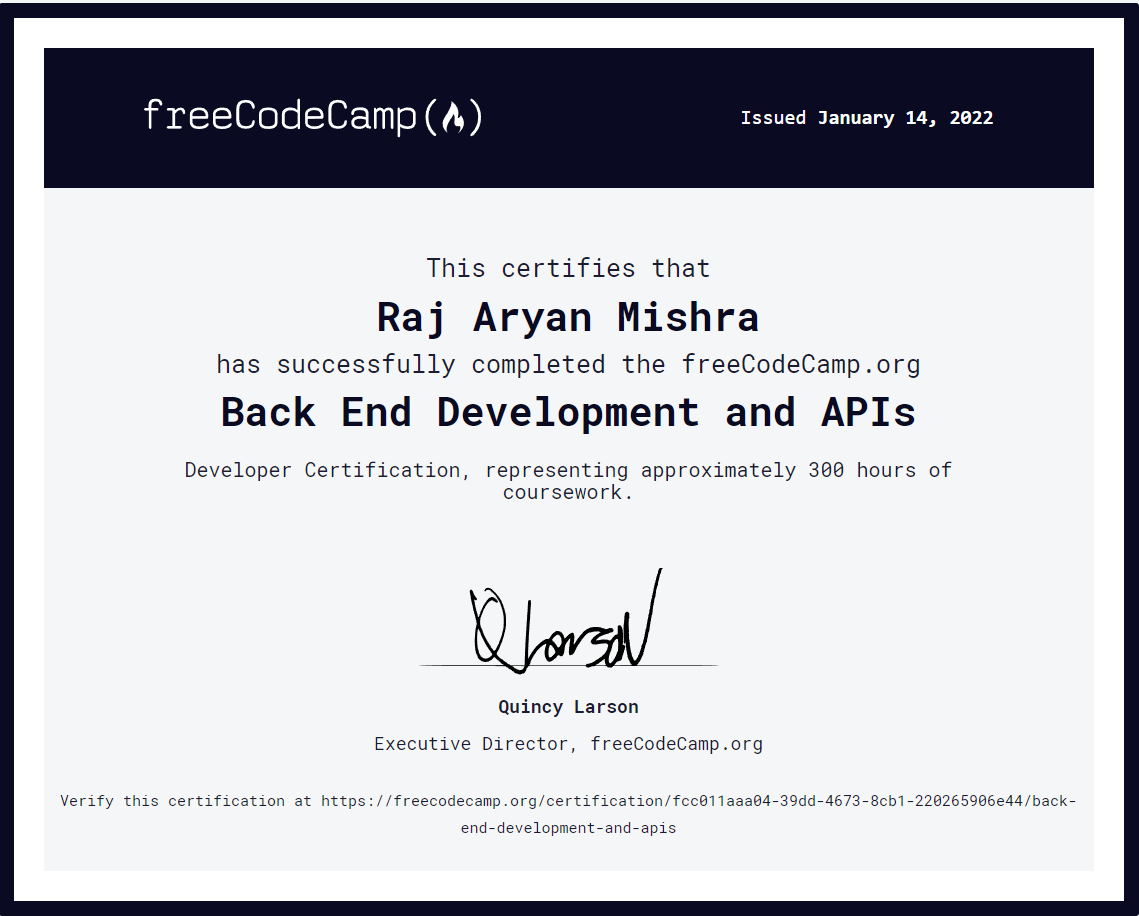 freeCodeCamp(🔥)
Issued January 14, 2022
This certifies that
Raj Aryan Mishra
has successfully completed the freeCodeCamp.org
Back End Development and APIs
Developer Certification, representing approximately 300 hours of
coursework.
Q Larson
Quincy Larson
Executive Director, freeCodeCamp.org
Verify this certification at https://freecodecamp.org/certification/fcc011aaa04-39dd-4673-8cb1-220265906e44/back-
end-development-and-apis